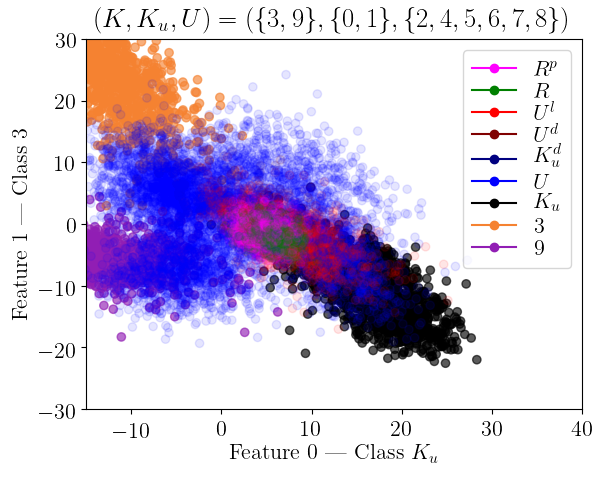 (K, K_u, U) = ({3, 9}, {0, 1}, {2, 4, 5, 6, 7, 8})
30
20
10
0
−10
−20
−30
−10
0
10
20
30
40
Feature 1 — Class 3
Feature 0 — Class K_u
R^p
R
U^l
U^d
K_u^d
U
K_u
3
9